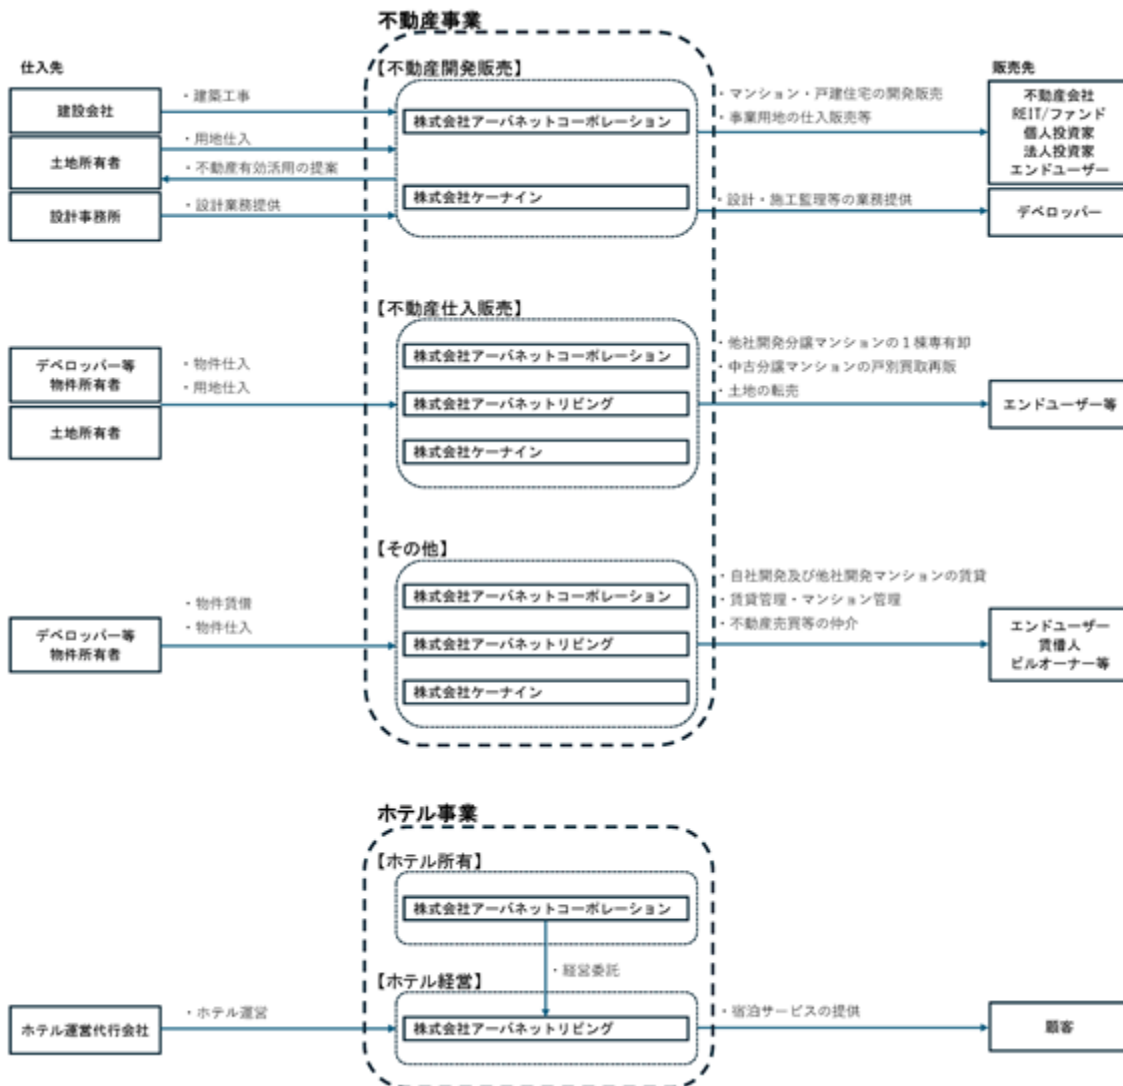 不動産事業
仕入先
販売先
【不動産開発販売】
建設会社
・建築工事
土地所有者
・用地仕入
・不動産有効活用の提案
設計事務所
・設計業務提供
株式会社アーバネットコーポレーション
株式会社ケーナイン
・マンション・戸建住宅の開発販売
・事業用地の仕入販売等
不動産会社
REIT/ファンド
個人投資家
法人投資家
エンドユーザー
・設計・施工監理等の業務提供
デベロッパー
【不動産仕入販売】
デベロッパー等
物件所有者
土地所有者
・物件仕入
・用地仕入
株式会社アーバネットコーポレーション
株式会社アーバネットリビング
株式会社ケーナイン
・他社開発分譲マンションの１棟専有卸
・中古分譲マンションの戸別買取再販
・土地の転売
エンドユーザー等
【その他】
デベロッパー等
物件所有者
・物件賃借
・物件仕入
株式会社アーバネットコーポレーション
株式会社アーバネットリビング
株式会社ケーナイン
・自社開発及び他社開発マンションの賃貸
・賃貸管理・マンション管理
・不動産売買等の仲介
エンドユーザー
賃借人
ビルオーナー等
ホテル事業
【ホテル所有】
株式会社アーバネットコーポレーション
・経営委託
【ホテル経営】
ホテル運営代行会社
・ホテル運営
株式会社アーバネットリビング
・宿泊サービスの提供
顧客